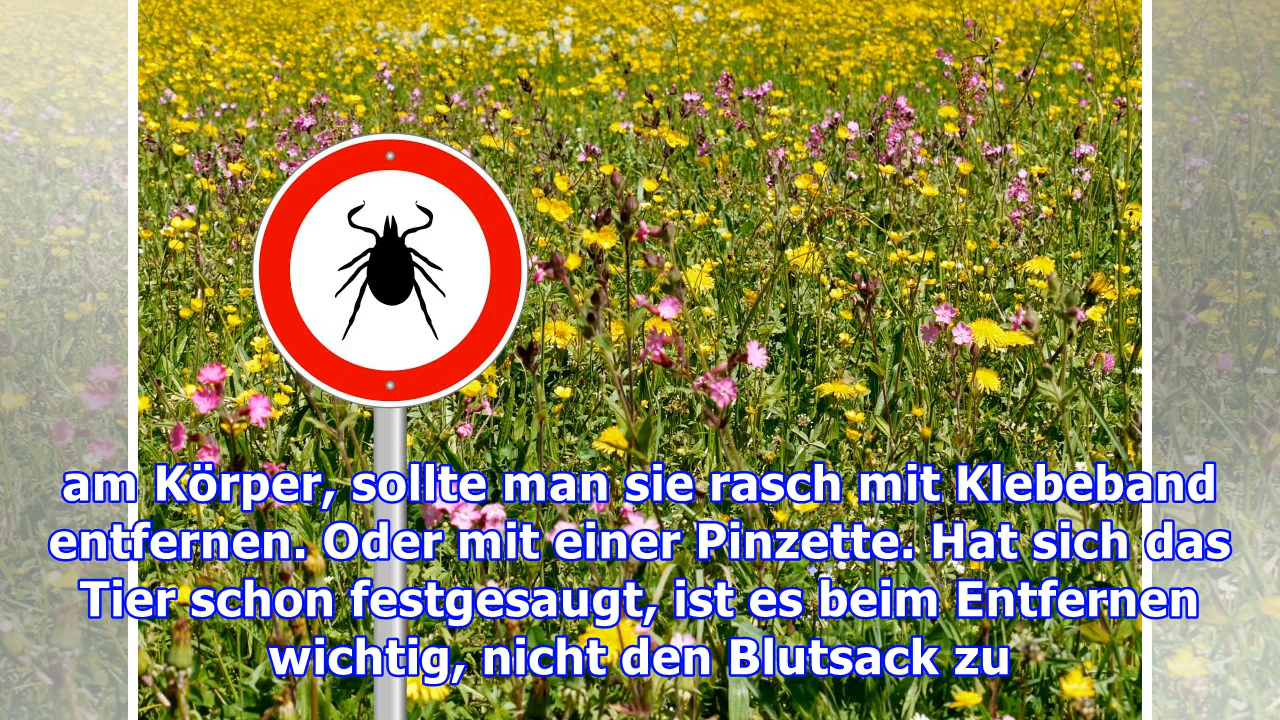 am Körper, sollte man sie rasch mit Klebeband
entfernen. Oder mit einer Pinzette. Hat sich das
Tier schon festgesaugt, ist es beim Entfernen
wichtig, nicht den Blutsack zu